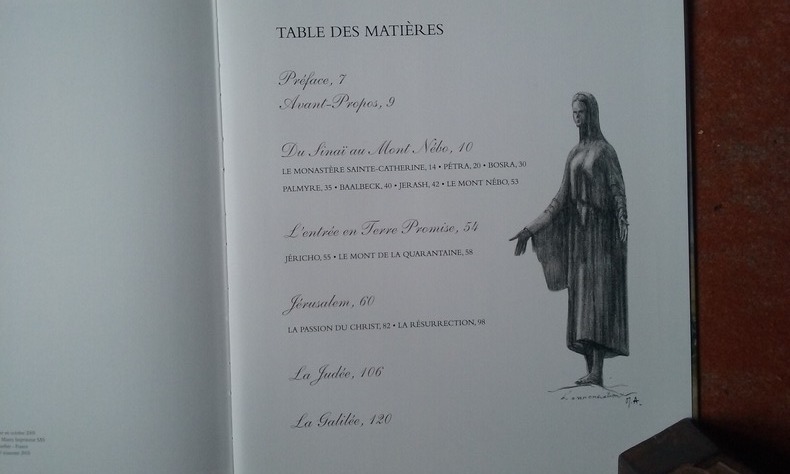 TABLE DES MATIÈRES
Préface, 7
Avant-Propos, 9
Du Sinaï au Mont Nébo, 10
LE MONASTÈRE SAINTE-CATHERINE, 14 • PÉTRA, 20 • BOSRA, 30
PALMYRE, 35 • BAALBECK, 40 • JERASH, 42 • LE MONT NÉBO, 53
L'entrée en Terre Promise, 54
JÉRICHO, 55 • LE MONT DE LA QUARANTAINE, 58
Jérusalem, 60
LA PASSION DU CHRIST, 82 • LA RÉSURRECTION, 98
La Judée, 106
La Galilée, 120
L'annonciation
M A.